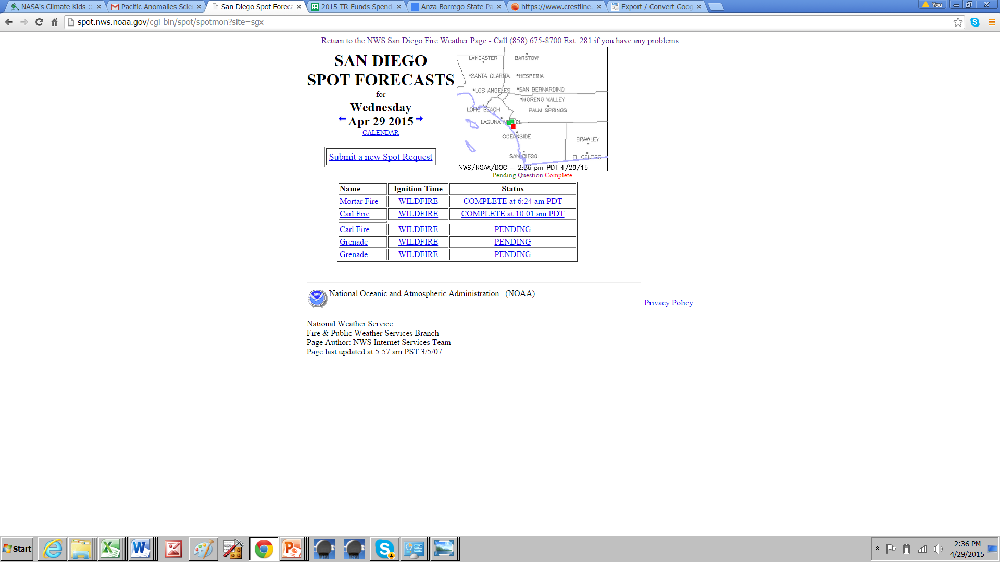 NASA's Climate Kids ::
Pacific Anomalies Scie
San Diego Spot Foreca
2015 TR Funds Spend
Anza Borrego State Pa
https://www.crestline.
Export / Convert Goog
You
spot.nws.noaa.gov/cgi-bin/spot/spotmon?site=sgx
Return to the NWS San Diego Fire Weather Page - Call (858) 675-8700 Ext. 281 if you have any problems
SAN DIEGO
SPOT FORECASTS
for
Wednesday
Apr 29 2015
CALENDAR
Submit a new Spot Request
LANCASTER
BARSTOW
SANTA CLARITA
HESPERIA
LOS ANGELES
SAN BERNARDINO
MORENO VALLEY
LONG BEACH
PALM SPRINGS
LAGUNA NIGUEL
OCEANSIDE
BRAWLEY
SAN DIEGO
EL CENTRO
NWS/NOAA/DOC – 2:36 pm PDT 4/29/15
Pending Question Complete
Name Ignition Time Status
Mortar Fire WILDFIRE COMPLETE at 6:24 am PDT
Carl Fire WILDFIRE COMPLETE at 10:01 am PDT
Carl Fire WILDFIRE PENDING
Grenade WILDFIRE PENDING
Grenade WILDFIRE PENDING
National Oceanic and Atmospheric Administration (NOAA)
Privacy Policy
National Weather Service
Fire & Public Weather Services Branch
Page Author: NWS Internet Services Team
Page last updated at 5:57 am PST 3/5/07
Start
4
2:36 PM
4/29/2015